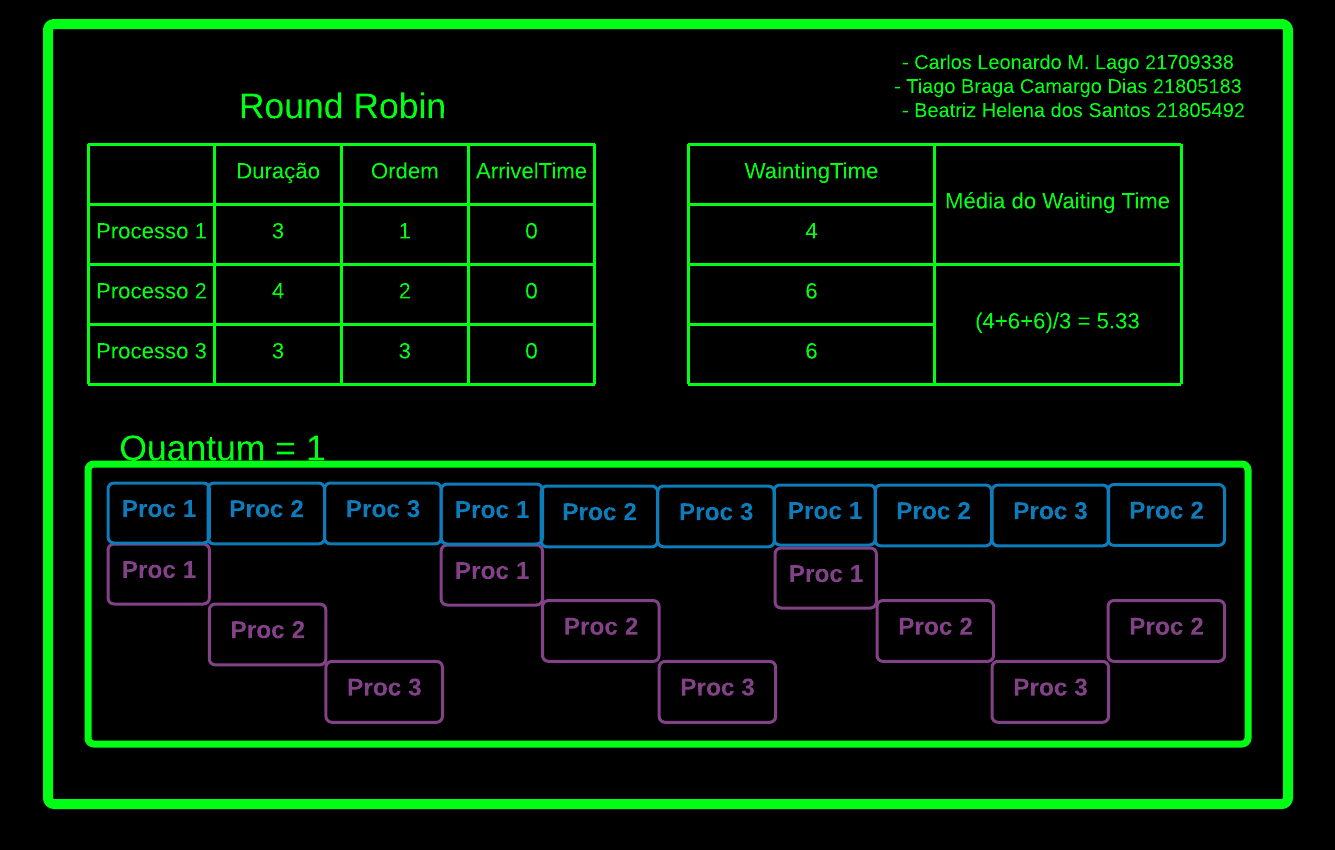 - Carlos Leonardo M. Lago 21709338
- Tiago Braga Camargo Dias 21805183
- Beatriz Helena dos Santos 21805492
Round Robin
Duração Ordem ArrivelTime
Processo 1 3 1 0
Processo 2 4 2 0
Processo 3 3 3 0
WaintingTime
Média do Waiting Time
4
6
6
(4+6+6)/3 = 5.33
Quantum = 1
Proc 1 Proc 2 Proc 3 Proc 1 Proc 2 Proc 3 Proc 1 Proc 2 Proc 3 Proc 2
Proc 1 Proc 1 Proc 1
Proc 2 Proc 2 Proc 2 Proc 2
Proc 3 Proc 3 Proc 3